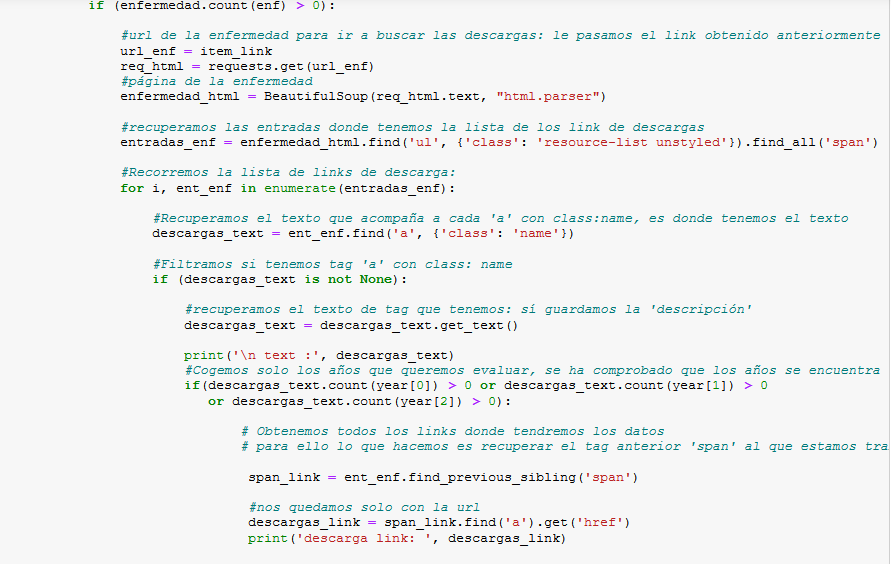 if (enfermedad.count(enf) > 0):
#url de la enfermedad para ir a buscar las descargas: le pasamos el link obtenido anteriormente
url_enf = item_link
req_html = requests.get(url_enf)
#página de la enfermedad
enfermedad_html = BeautifulSoup(req_html.text, "html.parser")
#recuperamos las entradas donde tenemos la lista de los link de descargas
entradas_enf = enfermedad_html.find('ul', {'class': 'resource-list unstyled'}).find_all('span')
#Recorremos la lista de links de descarga:
for i, ent_enf in enumerate(entradas_enf):
#Recuperamos el texto que acompaña a cada 'a' con class:name, es donde tenemos el texto
descargas_text = ent_enf.find('a', {'class': 'name'})
#Filtramos si tenemos tag 'a' con class: name
if (descargas_text is not None):
#recuperamos el texto de tag que tenemos: sí guardamos la 'descripción'
descargas_text = descargas_text.get_text()
print('\n text :', descargas_text)
#Cogemos solo los años que queremos evaluar, se ha comprobado que los años se encuentra
if(descargas_text.count(year[0]) > 0 or descargas_text.count(year[1]) > 0
or descargas_text.count(year[2]) > 0):
# Obtenemos todos los links donde tendremos los datos
# para ello lo que hacemos es recuperar el tag anterior 'span' al que estamos tra
span_link = ent_enf.find_previous_sibling('span')
#nos quedamos solo con la url
descargas_link = span_link.find('a').get('href')
print('descarga link: ', descargas_link)